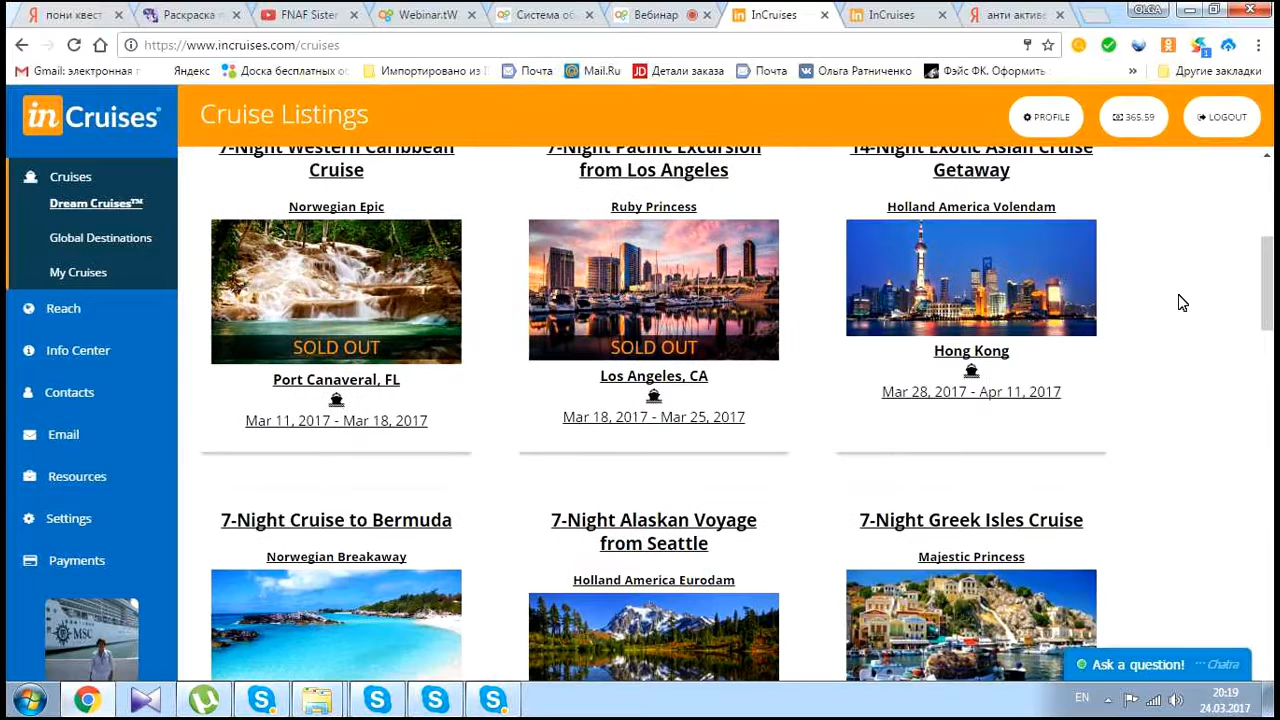 пони квест
Раскраска п
FNAF Sister
Webinar.tW
Система об
Вебинар
InCruises
InCruises
анти активе
OLGA
https://www.incruises.com/cruises
Gmail: электронная
Яндекс
Доска бесплатных об
Импортировано из I
Почта
Mail.Ru
Детали заказа
Почта
Ольга Ратниченко
Фэйс ФК. Оформить
»
Другие закладки
in Cruises®
Cruise Listings
PROFILE
365.59
LOGOUT
Cruises
Dream Cruises™
Global Destinations
My Cruises
Reach
Info Center
Contacts
Email
Resources
Settings
Payments
MSC
7-Night Western Caribbean
Cruise
Norwegian Epic
SOLD OUT
Port Canaveral, FL
Mar 11, 2017 - Mar 18, 2017
7-Night Pacific Excursion
from Los Angeles
Ruby Princess
SOLD OUT
Los Angeles, CA
Mar 18, 2017 - Mar 25, 2017
14-Night Exotic Asian Cruise
Getaway
Holland America Volendam
Hong Kong
Mar 28, 2017 - Apr 11, 2017
7-Night Cruise to Bermuda
Norwegian Breakaway
7-Night Alaskan Voyage
from Seattle
Holland America Eurodam
7-Night Greek Isles Cruise
Majestic Princess
Ask a question!
Chatra
EN
20:19
24.03.2017